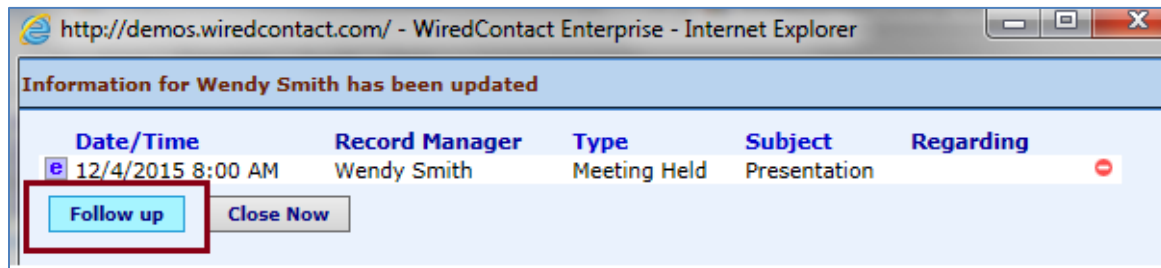 http://demos.wiredcontact.com/ - WiredContact Enterprise - Internet Explorer
Information for Wendy Smith has been updated
Date/Time Record Manager Type Subject Regarding
e 12/4/2015 8:00 AM Wendy Smith Meeting Held Presentation
Follow up Close Now